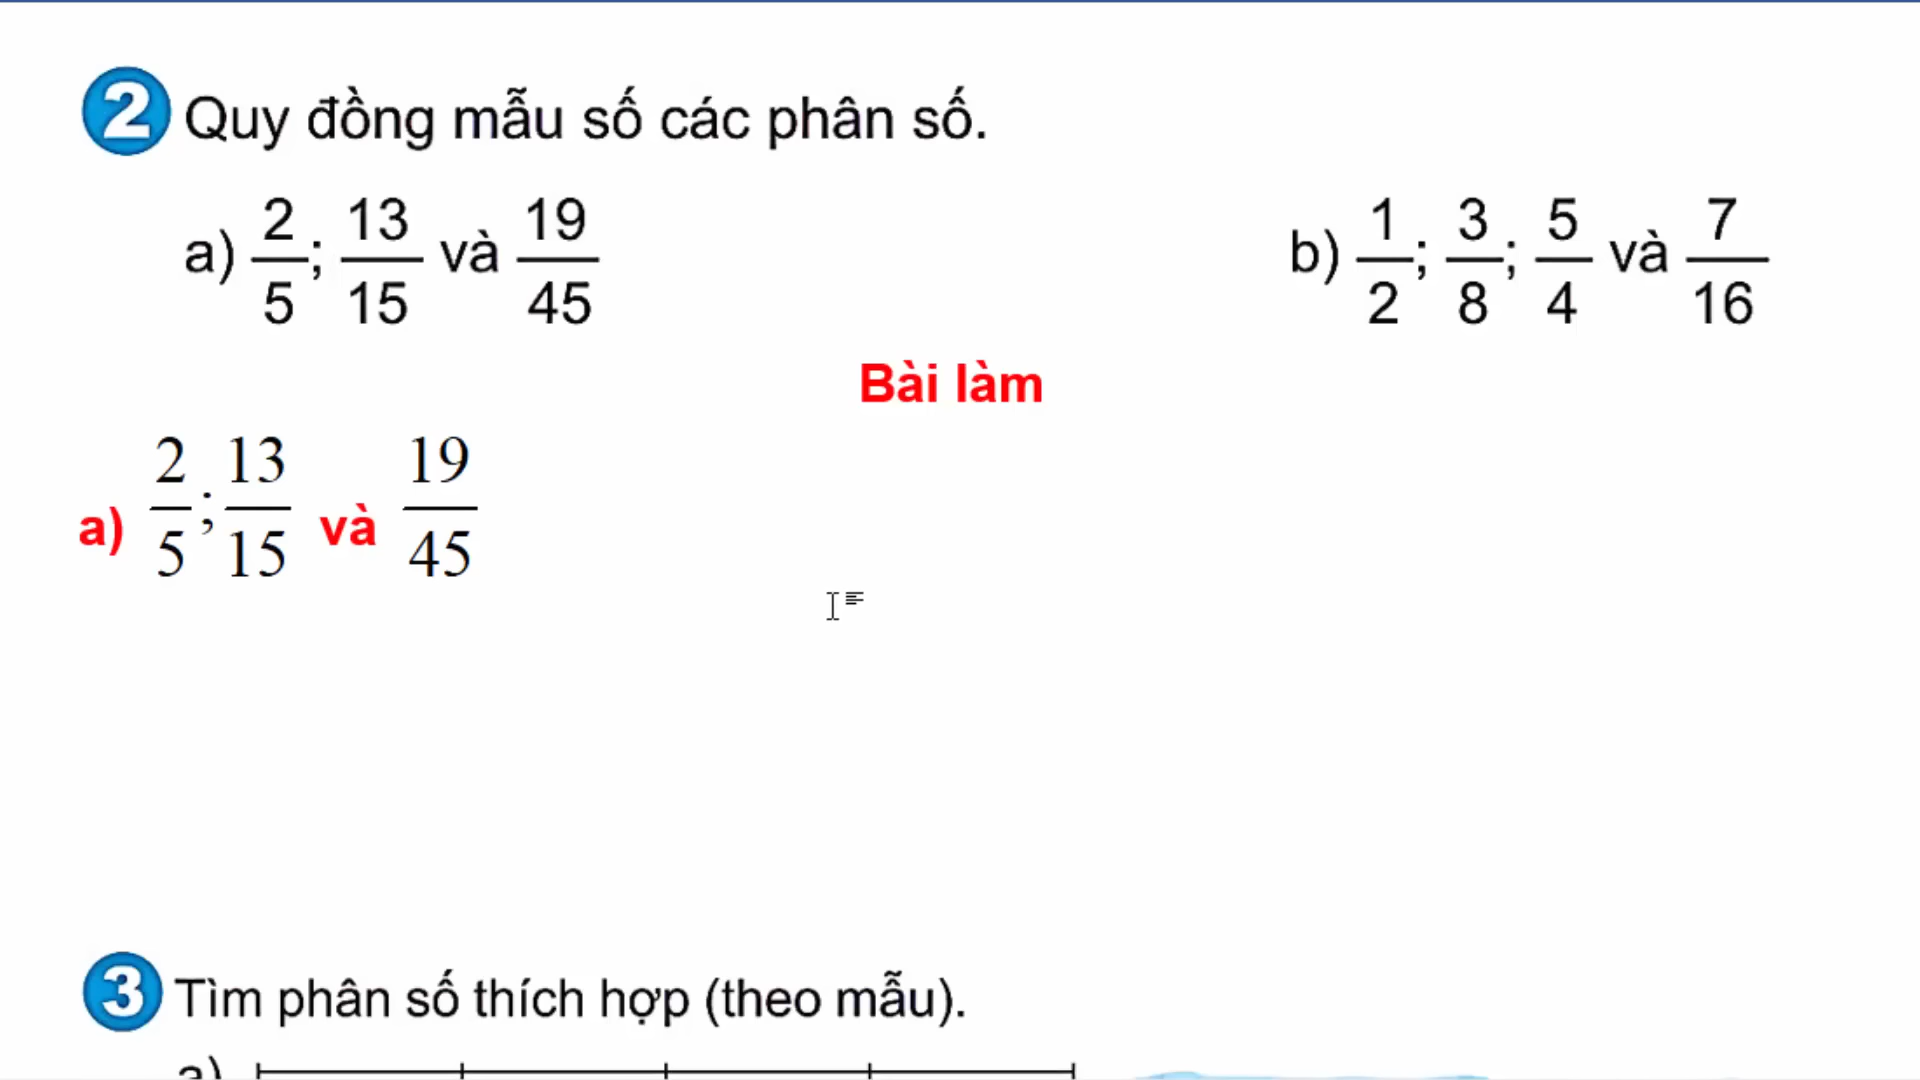 2 Quy đồng mẫu số các phân số.
a) 2/5; 13/15 và 19/45
b) 1/2; 3/8; 5/4 và 7/16
Bài làm
a) 2/5; 13/15 và 19/45
3 Tìm phân số thích hợp (theo mẫu).
a)